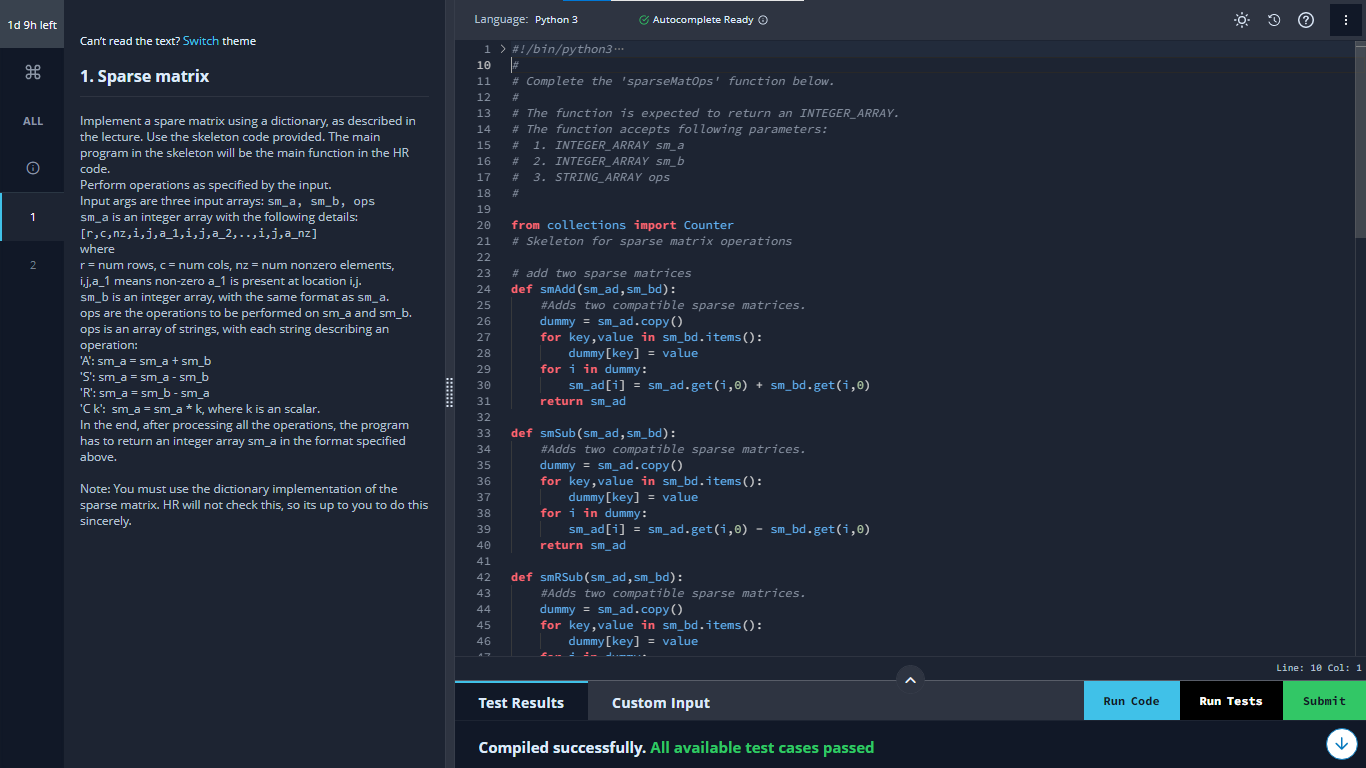 1d 9h left
ALL
1
2
Can't read the text? Switch theme
1. Sparse matrix
Implement a spare matrix using a dictionary, as described in
the lecture. Use the skeleton code provided. The main
program in the skeleton will be the main function in the HR
code.
Perform operations as specified by the input.
Input args are three input arrays: sm_a, sm_b, ops
sm_a is an integer array with the following details:
[r,c,nz,i,j,a_1,i,j,a_2,..,i,j,a_nz]
where
r = num rows, c = num cols, nz = num nonzero elements,
i,j,a_1 means non-zero a_1 is present at location i,j.
sm_b is an integer array, with the same format as sm_a.
ops are the operations to be performed on sm_a and sm_b.
ops is an array of strings, with each string describing an
operation:
'A': sm_a = sm_a + sm_b
'S': sm_a = sm_a - sm_b
'R': sm_a = sm_b - sm_a
'C k': sm_a = sm_a * k, where k is an scalar.
In the end, after processing all the operations, the program
has to return an integer array sm_a in the format specified
above.
Note: You must use the dictionary implementation of the
sparse matrix. HR will not check this, so its up to you to do this
sincerely.
Language: Python 3
Autocomplete Ready
1 #!/bin/python3...
10 #
11 # Complete the 'sparseMatOps' function below.
12 #
13 # The function is expected to return an INTEGER_ARRAY.
14 # The function accepts following parameters:
15 #  1. INTEGER_ARRAY sm_a
16 #  2. INTEGER_ARRAY sm_b
17 #  3. STRING_ARRAY ops
18 #
19
20 from collections import Counter
21 # Skeleton for sparse matrix operations
22
23 # add two sparse matrices
24 def smAdd(sm_ad,sm_bd):
25     #Adds two compatible sparse matrices.
26     dummy = sm_ad.copy()
27     for key,value in sm_bd.items():
28         dummy[key] = value
29     for i in dummy:
30         sm_ad[i] = sm_ad.get(i,0) + sm_bd.get(i,0)
31     return sm_ad
32
33 def smSub(sm_ad,sm_bd):
34     #Adds two compatible sparse matrices.
35     dummy = sm_ad.copy()
36     for key,value in sm_bd.items():
37         dummy[key] = value
38     for i in dummy:
39         sm_ad[i] = sm_ad.get(i,0) - sm_bd.get(i,0)
40     return sm_ad
41
42 def smRSub(sm_ad,sm_bd):
43     #Adds two compatible sparse matrices.
44     dummy = sm_ad.copy()
45     for key,value in sm_bd.items():
46         dummy[key] = value
47     for i in dummy:
Line: 10 Col: 1
Test Results
Custom Input
Run Code
Run Tests
Submit
Compiled successfully. All available test cases passed